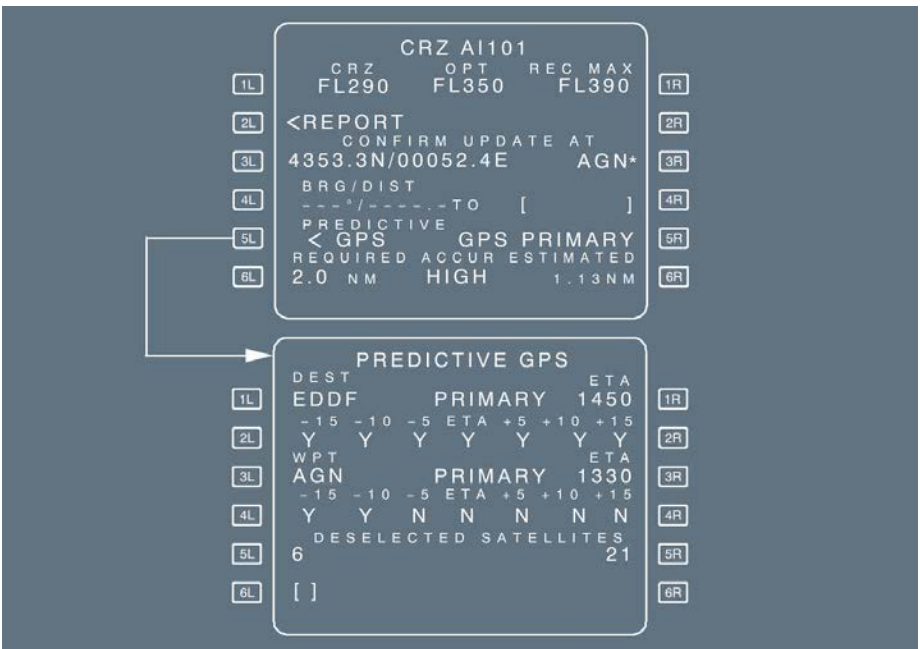 CRZ AI101
CRZ OPT REC MAX
1L FL290 FL350 FL390 1R
2L <REPORT 2R
CONFIRM UPDATE AT
3L 4353.3N/00052.4E AGN* 3R
BRG/DIST
4L ---°/----.-TO [ ] 4R
PREDICTIVE
5L < GPS GPS PRIMARY 5R
REQUIRED ACCUR ESTIMATED
6L 2.0 NM HIGH 1.13NM 6R
PREDICTIVE GPS
DEST ETA
1L EDDF PRIMARY 1450 1R
-15 -10 -5 ETA +5 +10 +15
2L Y Y Y Y Y Y Y 2R
WPT ETA
3L AGN PRIMARY 1330 3R
-15 -10 -5 ETA +5 +10 +15
4L Y Y N N N N N 4R
DESELECTED SATELLITES
5L 6 21 5R
6L [ ] 6R